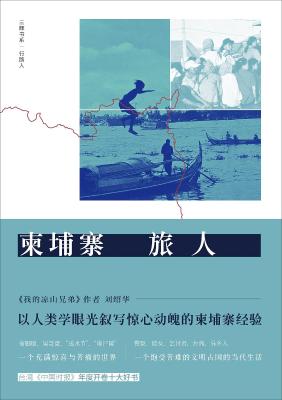 三辉书系｜行旅人
柬埔寨 旅人
《我的凉山兄弟》作者 刘绍华
以人类学眼光叙写惊心动魄的柬埔寨经验
一个充满惊喜与苦痛的世界
一个饱受苦难的文明古国的当代生活
台湾《中国时报》年度开卷十大好书